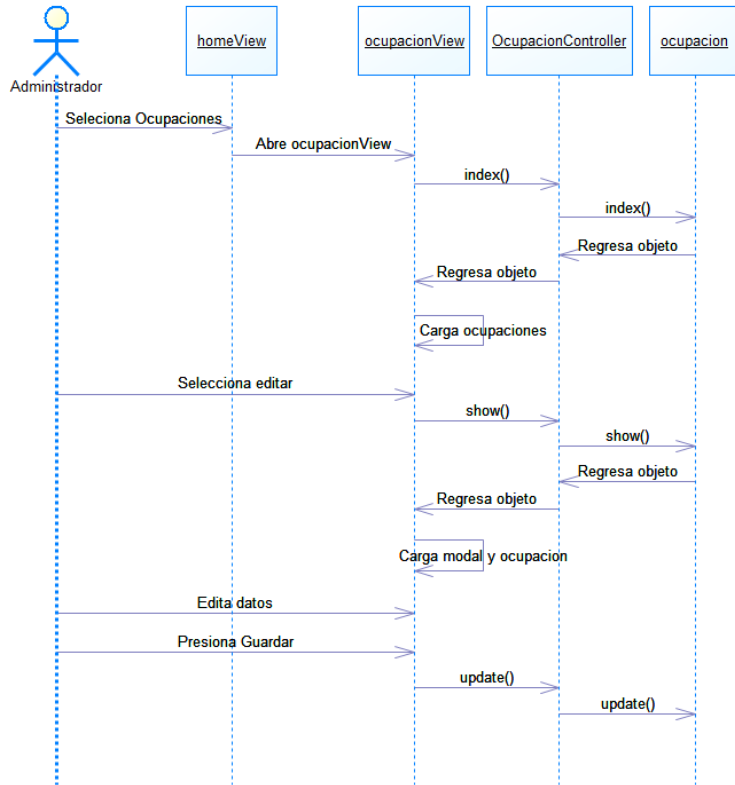 homeView
ocupacionView
OcupacionController
ocupacion
Administrador
Seleciona Ocupaciones
Abre ocupacionView
index()
index()
Regresa objeto
Regresa objeto
Carga ocupaciones
Selecciona editar
show()
show()
Regresa objeto
Regresa objeto
Carga modal y ocupacion
Edita datos
Presiona Guardar
update()
update()